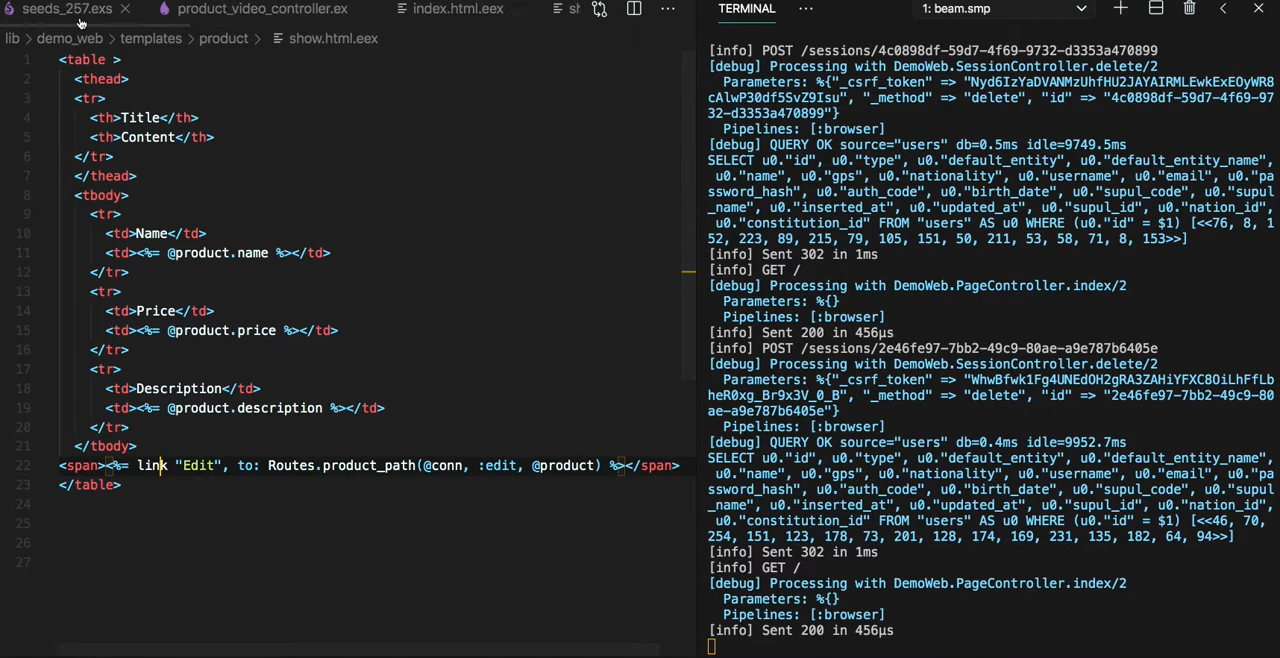 seeds_257.exs × product_video_controller.ex index.html.eex sh ···
lib > demo_web > templates > product > show.html.eex
1 <table >
2 <thead>
3 <tr>
4 <th>Title</th>
5 <th>Content</th>
6 </tr>
7 </thead>
8 <tbody>
9 <tr>
10 <td>Name</td>
11 <td><%= @product.name %></td>
12 </tr>
13 <tr>
14 <td>Price</td>
15 <td><%= @product.price %></td>
16 </tr>
17 <tr>
18 <td>Description</td>
19 <td><%= @product.description %></td>
20 </tr>
21 </tbody>
22 <span><%= link "Edit", to: Routes.product_path(@conn, :edit, @product) %></span>
23 </table>
24
25
26
27
TERMINAL ··· 1: beam.smp
[info] POST /sessions/4c0898df-59d7-4f69-9732-d3353a470899
[debug] Processing with DemoWeb.SessionController.delete/2
Parameters: %{"_csrf_token" => "Nyd6IzYaDVANMzUhfHU2JAYAIRMLEwkExEOyWR8
cAlwP30df5SvZ9Isu", "_method" => "delete", "id" => "4c0898df-59d7-4f69-97
32-d3353a470899"}
Pipelines: [:browser]
[debug] QUERY OK source="users" db=0.5ms idle=9749.5ms
SELECT u0."id", u0."type", u0."default_entity", u0."default_entity_name",
u0."name", u0."gps", u0."nationality", u0."username", u0."email", u0."pa
ssword_hash", u0."auth_code", u0."birth_date", u0."supul_code", u0."supul
_name", u0."inserted_at", u0."updated_at", u0."supul_id", u0."nation_id",
u0."constitution_id" FROM "users" AS u0 WHERE (u0."id" = $1) [<<76, 8, 1
52, 223, 89, 215, 79, 105, 151, 50, 211, 53, 58, 71, 8, 153>>]
[info] Sent 302 in 1ms
[info] GET /
[debug] Processing with DemoWeb.PageController.index/2
Parameters: %{}
Pipelines: [:browser]
[info] Sent 200 in 456µs
[info] POST /sessions/2e46fe97-7bb2-49c9-80ae-a9e787b6405e
[debug] Processing with DemoWeb.SessionController.delete/2
Parameters: %{"_csrf_token" => "WhwBfwk1Fg4UNEdOH2gRA3ZAHiYFXC8OiLhFfLb
heR0xg_Br9x3V_0_B", "_method" => "delete", "id" => "2e46fe97-7bb2-49c9-80
ae-a9e787b6405e"}
Pipelines: [:browser]
[debug] QUERY OK source="users" db=0.4ms idle=9952.7ms
SELECT u0."id", u0."type", u0."default_entity", u0."default_entity_name",
u0."name", u0."gps", u0."nationality", u0."username", u0."email", u0."pa
ssword_hash", u0."auth_code", u0."birth_date", u0."supul_code", u0."supul
_name", u0."inserted_at", u0."updated_at", u0."supul_id", u0."nation_id",
u0."constitution_id" FROM "users" AS u0 WHERE (u0."id" = $1) [<<46, 70,
254, 151, 123, 178, 73, 201, 128, 174, 169, 231, 135, 182, 64, 94>>]
[info] Sent 302 in 1ms
[info] GET /
[debug] Processing with DemoWeb.PageController.index/2
Parameters: %{}
Pipelines: [:browser]
[info] Sent 200 in 456µs